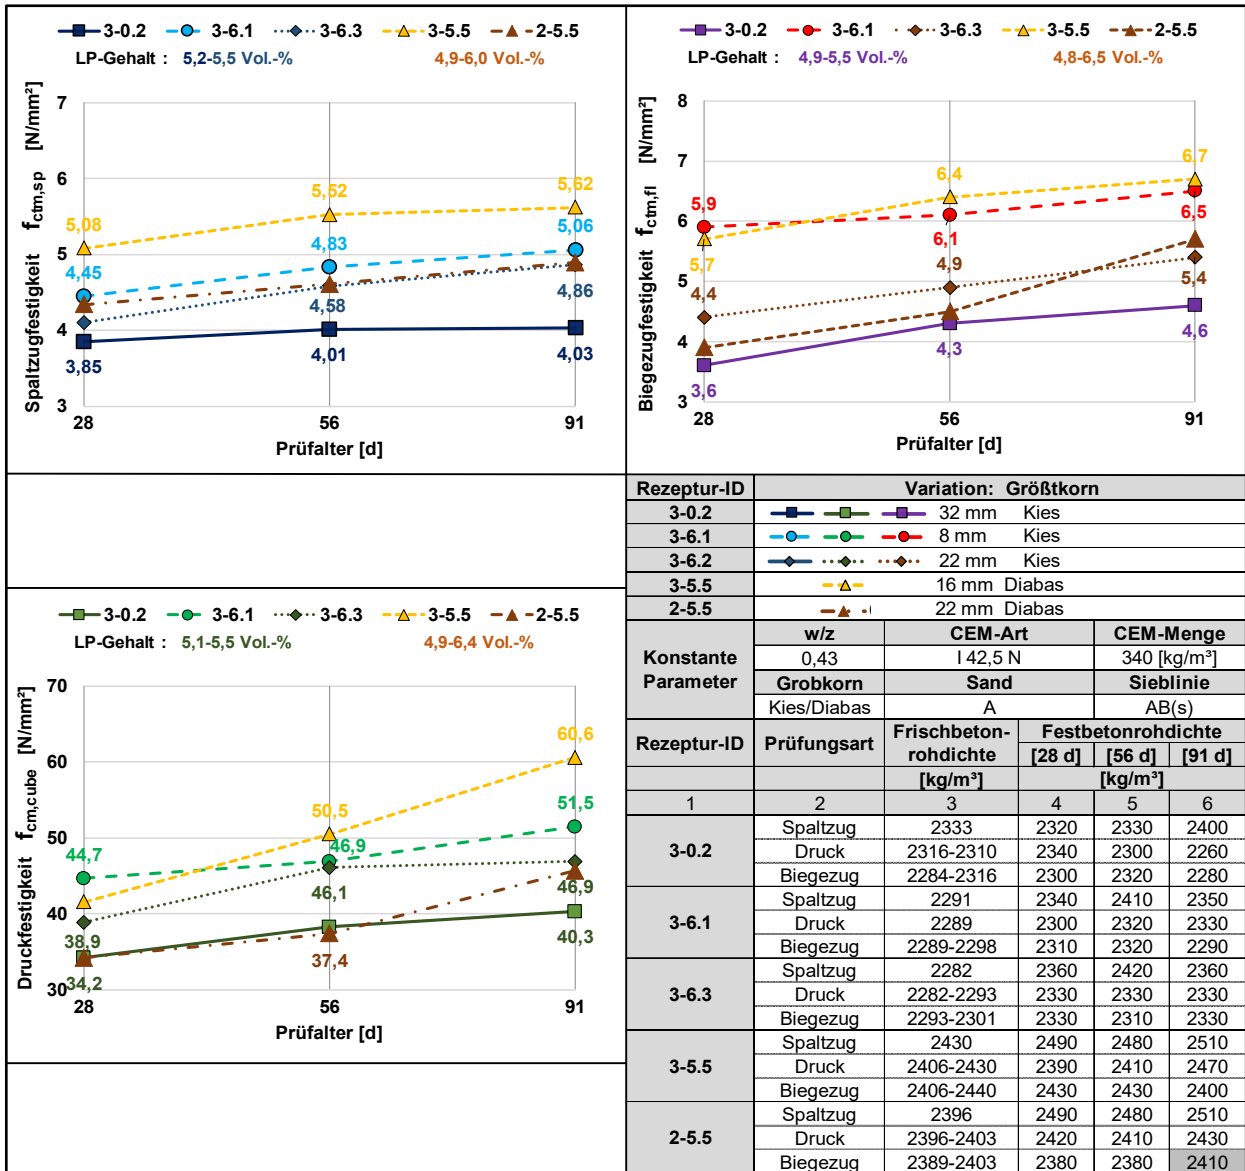 3-0.2 3-6.1 3-6.3 3-5.5 2-5.5
LP-Gehalt : 5,2-5,5 Vol.-% 4,9-6,0 Vol.-%
Spaltzugfestigkeit fctm,sp [N/mm²]
7
6
5
4
3
5,08 5,52 5,62
4,45 4,83 5,06
4,58 4,86
3,85 4,01 4,03
28 56 91
Prüfalter [d]
3-0.2 3-6.1 3-6.3 3-5.5 2-5.5
LP-Gehalt : 4,9-5,5 Vol.-% 4,8-6,5 Vol.-%
Biegezugfestigkeit fctm,fl [N/mm²]
8
7
6
5
4
3
5,9 6,4 6,7
5,7 6,1 6,5
4,4 4,9 5,4
3,6 4,3 4,6
28 56 91
Prüfalter [d]
3-0.2 3-6.1 3-6.3 3-5.5 2-5.5
LP-Gehalt : 5,1-5,5 Vol.-% 4,9-6,4 Vol.-%
Druckfestigkeit fcm,cube [N/mm²]
70
60
50
40
30
50,5 60,6
44,7 46,9 51,5
38,9 46,1 46,9
34,2 37,4 40,3
28 56 91
Prüfalter [d]
Rezeptur-ID Variation: Größtkorn
3-0.2 32 mm Kies
3-6.1 8 mm Kies
3-6.2 22 mm Kies
3-5.5 16 mm Diabas
2-5.5 22 mm Diabas
Konstante Parameter w/z CEM-Art CEM-Menge
0,43 I 42,5 N 340 [kg/m³]
Grobkorn Sand Sieblinie
Kies/Diabas A AB(s)
Rezeptur-ID Prüfungsart Frischbeton-rohdichte Festbetonrohdichte
[28 d] [56 d] [91 d]
[kg/m³] [kg/m³]
1 2 3 4 5 6
3-0.2 Spaltzug 2333 2320 2330 2400
Druck 2316-2310 2340 2300 2260
Biegezug 2284-2316 2300 2320 2280
3-6.1 Spaltzug 2291 2340 2410 2350
Druck 2289 2300 2320 2330
Biegezug 2289-2298 2310 2320 2290
3-6.3 Spaltzug 2282 2360 2420 2360
Druck 2282-2293 2330 2330 2330
Biegezug 2293-2301 2330 2310 2330
3-5.5 Spaltzug 2430 2490 2480 2510
Druck 2406-2430 2390 2410 2470
Biegezug 2406-2440 2430 2430 2400
2-5.5 Spaltzug 2396 2490 2480 2510
Druck 2396-2403 2420 2410 2430
Biegezug 2389-2403 2380 2380 2410